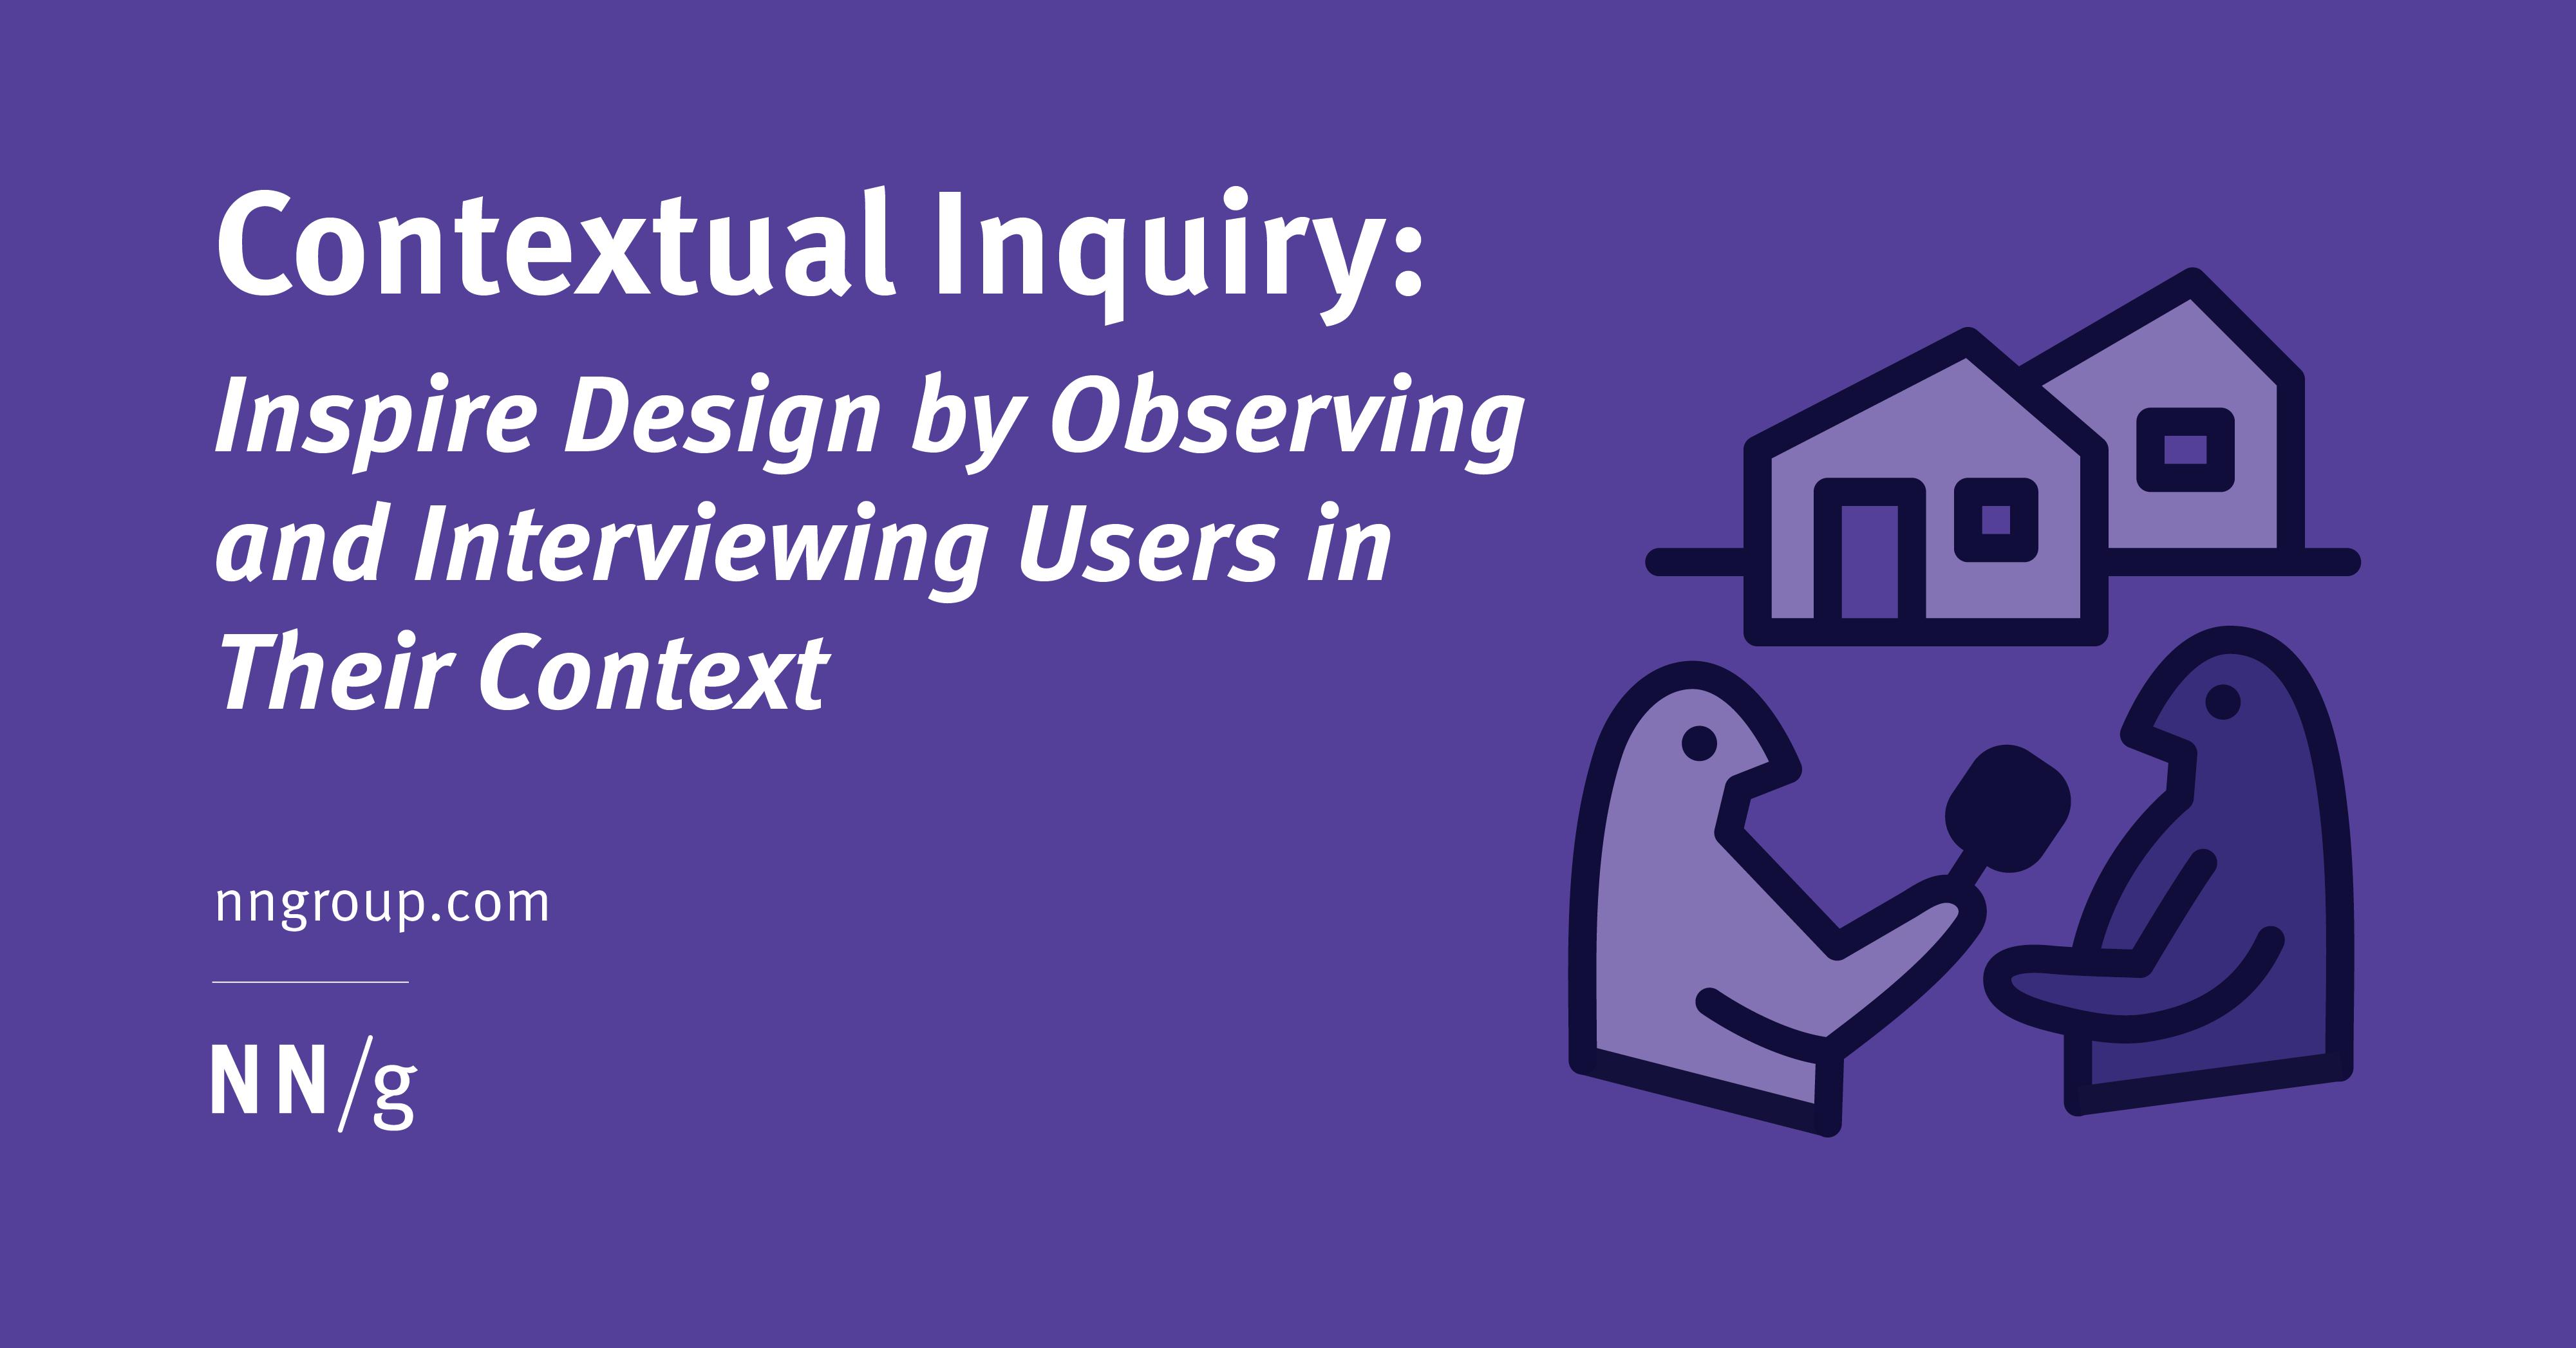 Contextual Inquiry:
Inspire Design by Observing
and Interviewing Users in
Their Context
nngroup.com
NN/g